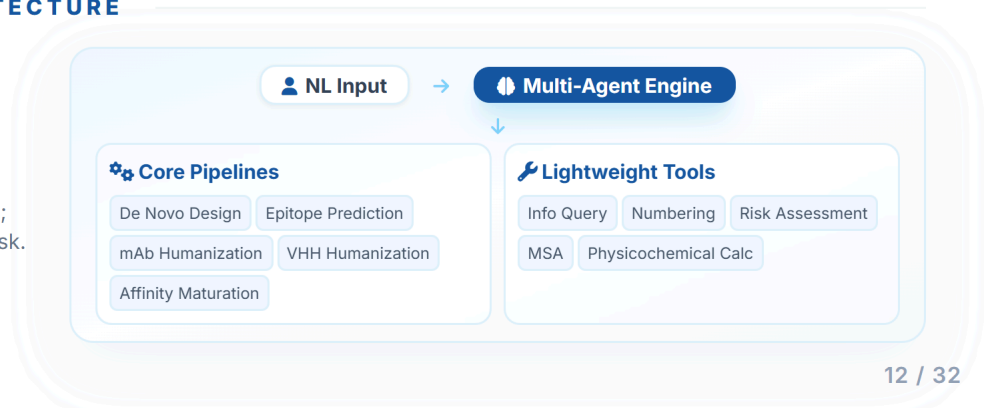 TECTURE
NL Input → Multi-Agent Engine
↓
Core Pipelines
De Novo Design Epitope Prediction
mAb Humanization VHH Humanization
Affinity Maturation
Lightweight Tools
Info Query Numbering Risk Assessment
MSA Physicochemical Calc
;
sk.
12 / 32